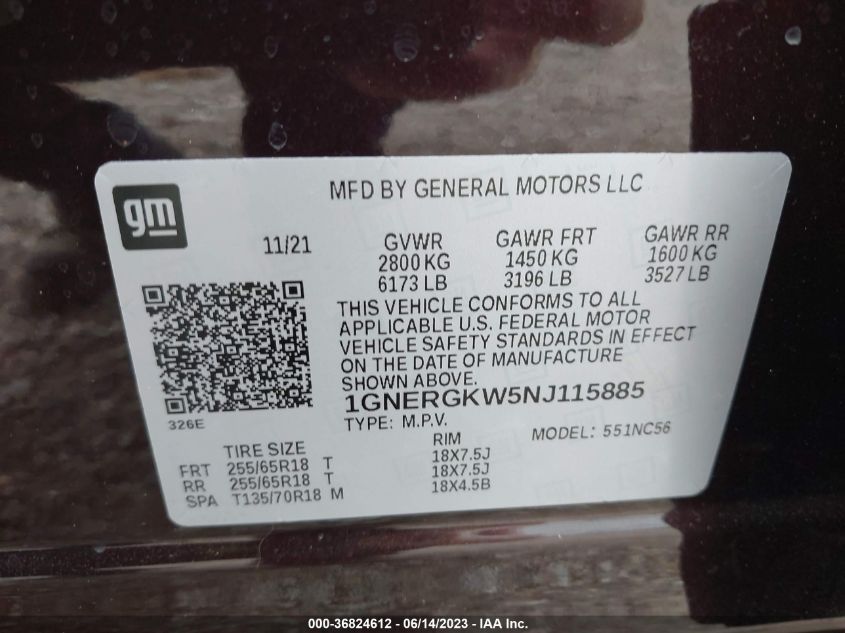 MFD BY GENERAL MOTORS LLC
gm
11/21
GVWR GAWR FRT GAWR RR
2800 KG 1450 KG 1600 KG
6173 LB 3196 LB 3527 LB
THIS VEHICLE CONFORMS TO ALL
APPLICABLE U.S. FEDERAL MOTOR
VEHICLE SAFETY STANDARDS IN EFFECT
ON THE DATE OF MANUFACTURE
SHOWN ABOVE.
1GNERGKW5NJ115885
326E
TYPE: M.P.V. MODEL: 551NC56
TIRE SIZE RIM
FRT 255/65R18 T 18X7.5J
RR 255/65R18 T 18X7.5J
SPA T135/70R18 M 18X4.5B
000-36824612 - 06/14/2023 - IAA Inc.